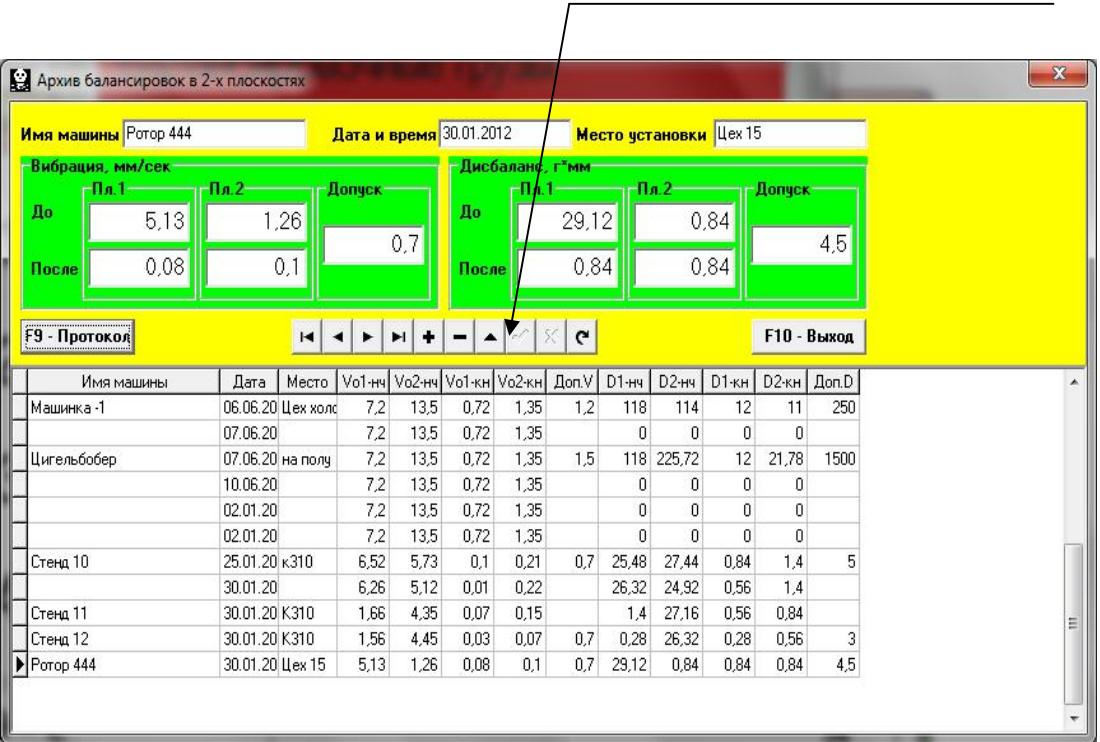 Архив балансировок в 2-х плоскостях
Имя машины Ротор 444 Дата и время 30.01.2012 Место установки Цех 15
Вибрация, мм/сек Дисбаланс, г*мм
Пл.1 Пл.2 Допуск Пл.1 Пл.2 Допуск
До 5,13 1,26 0,7 До 29,12 0,84 4,5
После 0,08 0,1 После 0,84 0,84
F9 - Протокол F10 - Выход
Имя машины Дата Место Vo1-нч Vo2-нч Vo1-кн Vo2-кн Доп.V D1-нч D2-нч D1-кн D2-кн Доп.D
Машинка -1 06.06.20 Цех холо 7,2 13,5 0,72 1,35 1,2 118 114 12 11 250
07.06.20 7,2 13,5 0,72 1,35 0 0 0 0
Цигельбобер 07.06.20 на полу 7,2 13,5 0,72 1,35 1,5 118 225,72 12 21,78 1500
10.06.20 7,2 13,5 0,72 1,35 0 0 0 0
02.01.20 7,2 13,5 0,72 1,35 0 0 0 0
02.01.20 7,2 13,5 0,72 1,35 0 0 0 0
Стенд 10 25.01.20 к310 6,52 5,73 0,1 0,21 0,7 25,48 27,44 0,84 1,4 5
30.01.20 6,26 5,12 0,01 0,22 26,32 24,92 0,56 1,4
Стенд 11 30.01.20 К310 1,66 4,35 0,07 0,15 1,4 27,16 0,56 0,84
Стенд 12 30.01.20 К310 1,56 4,45 0,03 0,07 0,7 0,28 26,32 0,28 0,56 3
Ротор 444 30.01.20 Цех 15 5,13 1,26 0,08 0,1 0,7 29,12 0,84 0,84 0,84 4,5